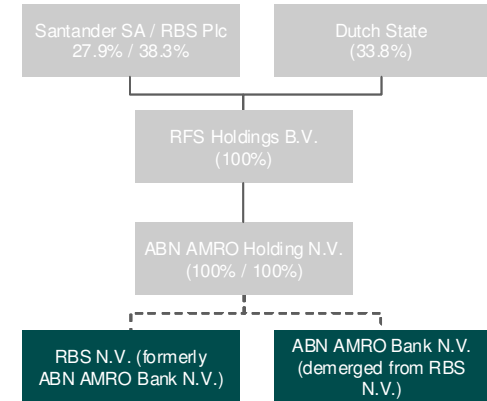 Santander SA / RBS Plc
27.9% / 38.3%
Dutch State
(33.8%)
RFS Holdings B.V.
(100%)
ABN AMRO Holding N.V.
(100% / 100%)
RBS N.V. (formerly
ABN AMRO Bank N.V.)
ABN AMRO Bank N.V.
(demerged from RBS
N.V.)